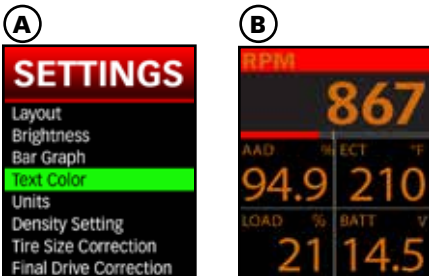 A
B
SETTINGS
Layout
Brightness
Bar Graph
Text Color
Units
Density Setting
Tire Size Correction
Final Drive Correction
RPM
867
AAD % ECT °F
94.9 210
LOAD % BATT V
21 14.5